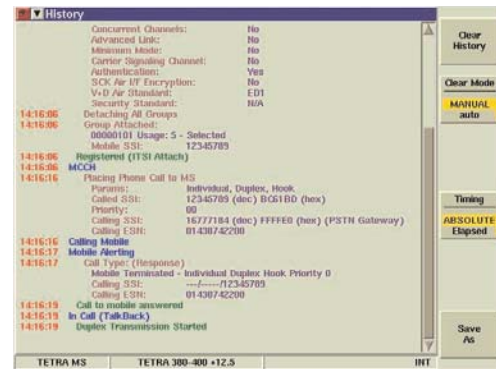 History
Concurrent Channels: No
Advanced Link: No
Minimum Mode: No
Carrier Signaling Channel: No
Authentication: Yes
SCK Air I/F Encryption: No
V+D Air Standard: ED1
Security Standard: N/A
14:16:06 Detaching All Groups
14:16:06 Group Attached:
00000101 Usage: 5 - Selected
Mobile SSI: 12345789
14:16:06 Registered (ITSI Attach)
14:16:06 MCCH
14:16:16 Placing Phone Call to MS
Params: Individual, Duplex, Hook
Called SSI: 12345789 (dec) BC61BD (hex)
Priority: 00
Calling SSI: 16777184 (dec) FFFFE0 (hex) (PSTN Gateway)
Calling ESN: 01438742200
14:16:16 Calling Mobile
14:16:17 Mobile Alerting
14:16:17 Call Type: (Response)
Mobile Terminated - Individual Duplex Hook Priority 0
Calling SSI: ---/-----/12345789
Calling ESN: 01438742200
14:16:19 Call to mobile answered
14:16:19 In Call (TalkBack)
14:16:19 Duplex Transmission Started
Clear
History
Clear Mode
MANUAL
auto
Timing
ABSOLUTE
Elapsed
Save
As
TETRA MS TETRA 380-400 +12.5 INT